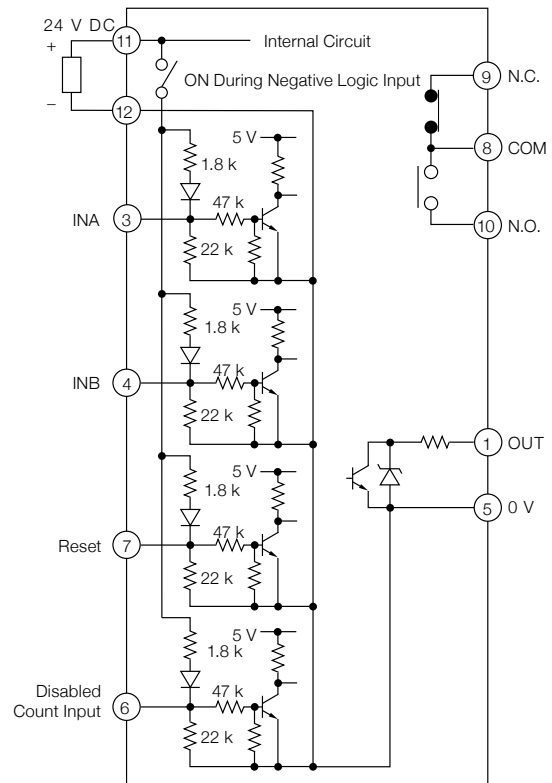 24 V DC
+
−
11
Internal Circuit
ON During Negative Logic Input
12
9 N.C.
8 COM
10 N.O.
5 V
1.8 k
47 k
INA 3
22 k
5 V
1.8 k
47 k
INB 4
22 k
1 OUT
5 0 V
5 V
1.8 k
47 k
Reset 7
22 k
5 V
1.8 k
47 k
Disabled
Count Input 6
22 k